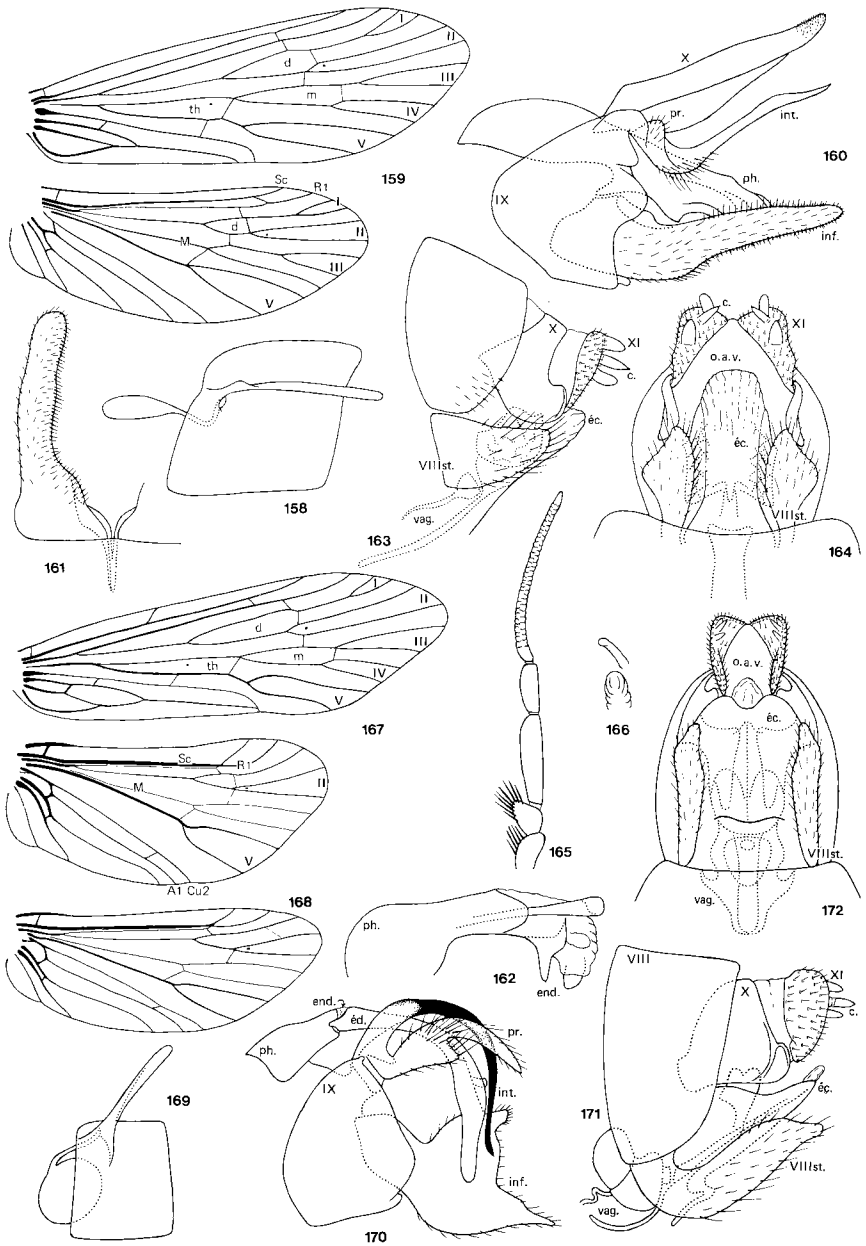 I
II
d
III
th
m
IV
V
159
X
pr.
int.
160
ph.
IX
inf.
Sc
R1
I
d
II
M
III
V
161
158
X
XI
c.
éc.
VIIIst.
vag.
163
c.
XI
o.a.v.
éc.
VIIIst.
164
I
II
d
III
th
m
IV
V
167
165
166
Sc
R1
M
II
V
A1 Cu2
168
o.a.v.
éc.
VIIIst.
vag.
172
ph.
162
end.
169
end.
éd.
ph.
pr.
IX
int.
inf.
170
VIII
X
XI
c.
éç.
171
VIIIst.
vag.